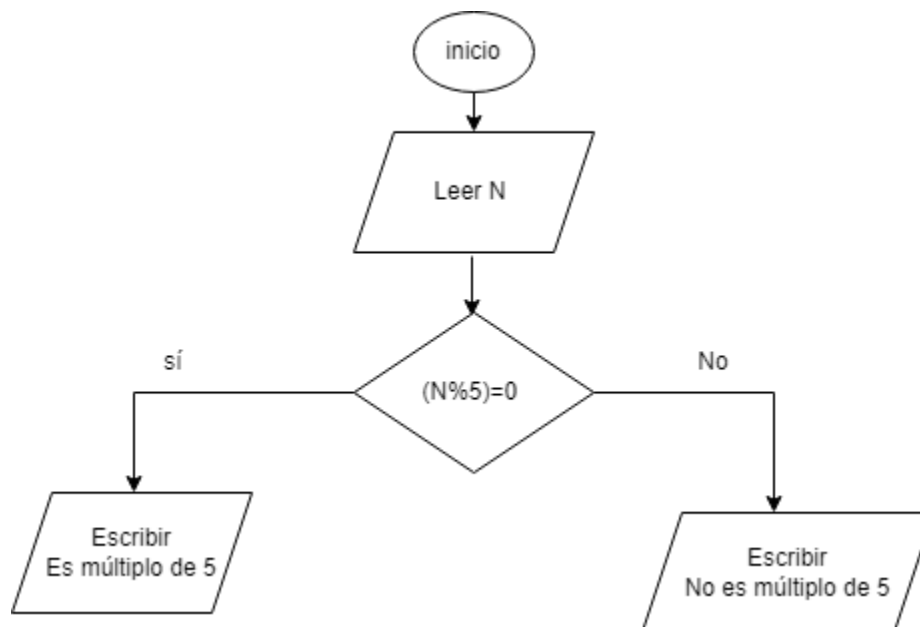 inicio
Leer N
sí
No
(N%5)=0
Escribir
Es múltiplo de 5
Escribir
No es múltiplo de 5